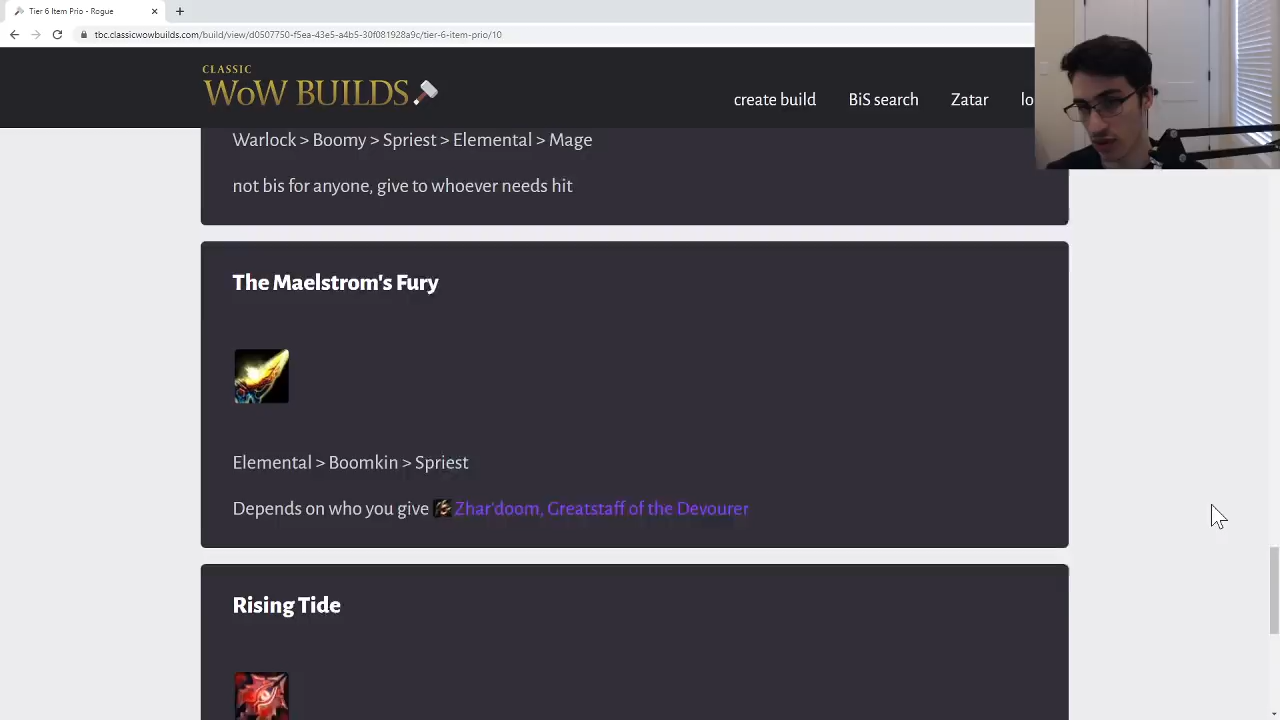 Tier 6 Item Prio - Rogue
tbc.classicwowbuilds.com/build/view/d0507750-f5ea-43e5-a4b5-30f081928a9c/tier-6-item-prio/10
CLASSIC
WoW BUILDS
create build BiS search Zatar lo
Warlock > Boomy > Spriest > Elemental > Mage
not bis for anyone, give to whoever needs hit
The Maelstrom's Fury
Elemental > Boomkin > Spriest
Depends on who you give Zhar'doom, Greatstaff of the Devourer
Rising Tide